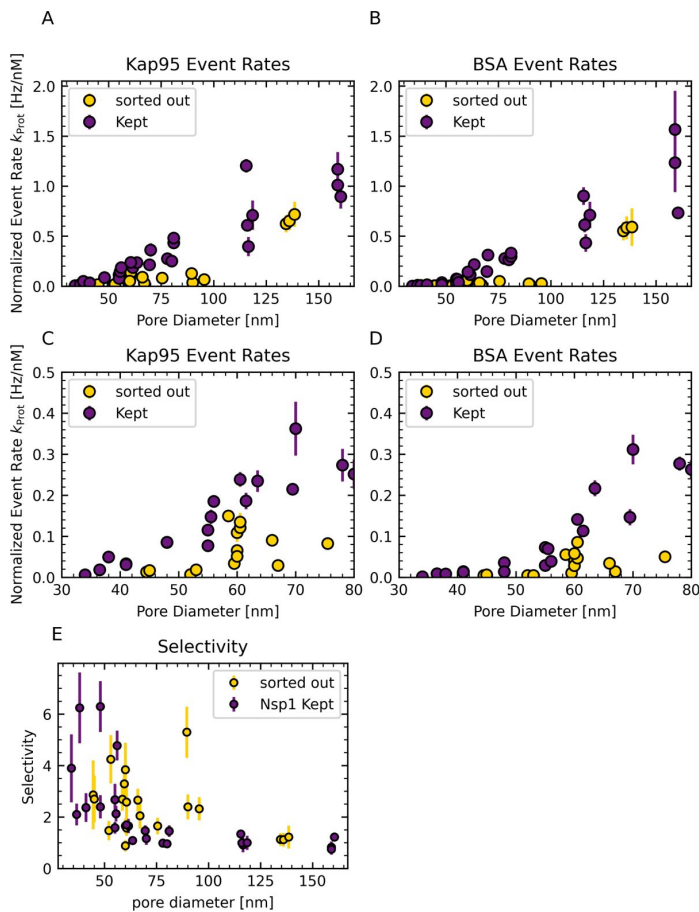 A
B
Kap95 Event Rates
BSA Event Rates
Normalized Event Rate kProt [Hz/nM]
2.0
1.5
1.0
0.5
0.0
sorted out
Kept
50 75 100 125 150
Pore Diameter [nm]
2.0
1.5
1.0
0.5
0.0
sorted out
Kept
50 75 100 125 150
Pore Diameter [nm]
C
D
Kap95 Event Rates
BSA Event Rates
Normalized Event Rate kProt [Hz/nM]
0.5
0.4
0.3
0.2
0.1
0.0
sorted out
Kept
30 40 50 60 70 80
Pore Diameter [nm]
0.5
0.4
0.3
0.2
0.1
0.0
sorted out
Kept
30 40 50 60 70 80
Pore Diameter [nm]
E
Selectivity
Selectivity
6
4
2
0
sorted out
Nsp1 Kept
50 75 100 125 150
pore diameter [nm]